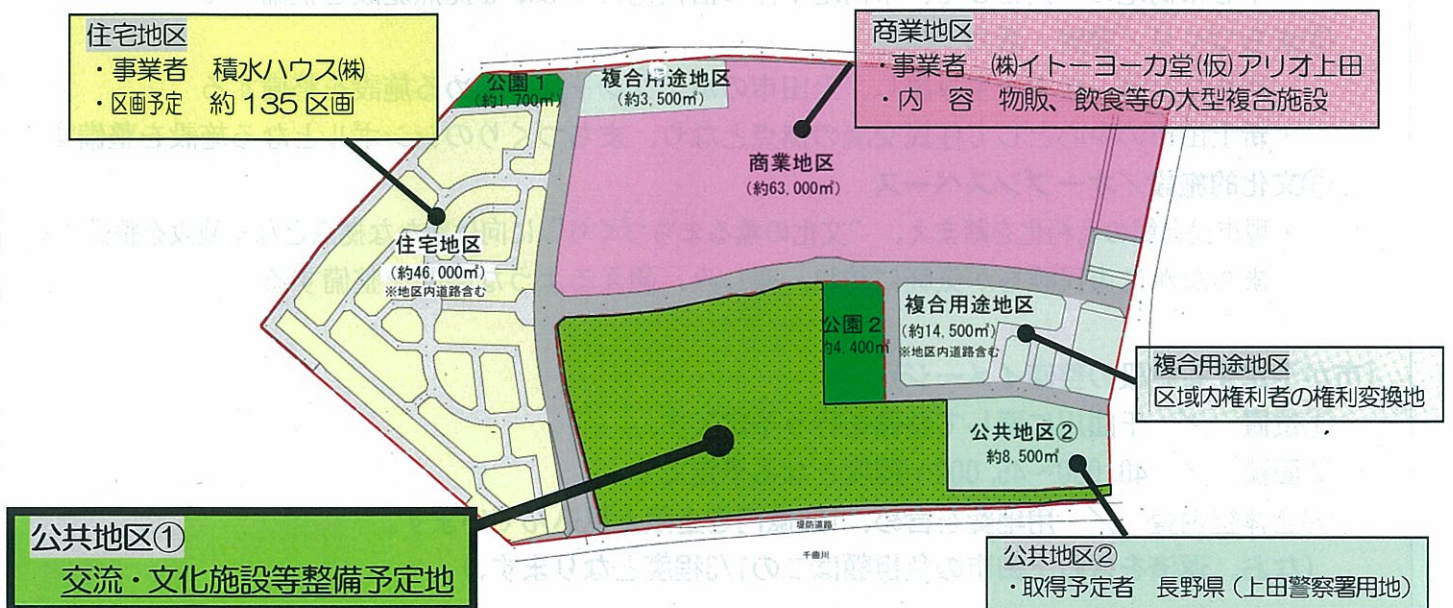 住宅地区
・事業者　積水ハウス㈱
・区画予定　約135区画
商業地区
・事業者　㈱イトーヨーカ堂(仮)アリオ上田
・内　容　物販、飲食等の大型複合施設
公園1
(約1,700㎡)
複合用途地区
(約3,500㎡)
商業地区
(約63,000㎡)
住宅地区
(約46,000㎡)
※地区内道路含む
公園2
約4,400㎡
複合用途地区
(約14,500㎡)
※地区内道路含む
複合用途地区
区域内権利者の権利変換地
公共地区②
約8,500㎡
公共地区①
交流・文化施設等整備予定地
堤防道路
千曲川
公共地区②
・取得予定者　長野県（上田警察署用地）